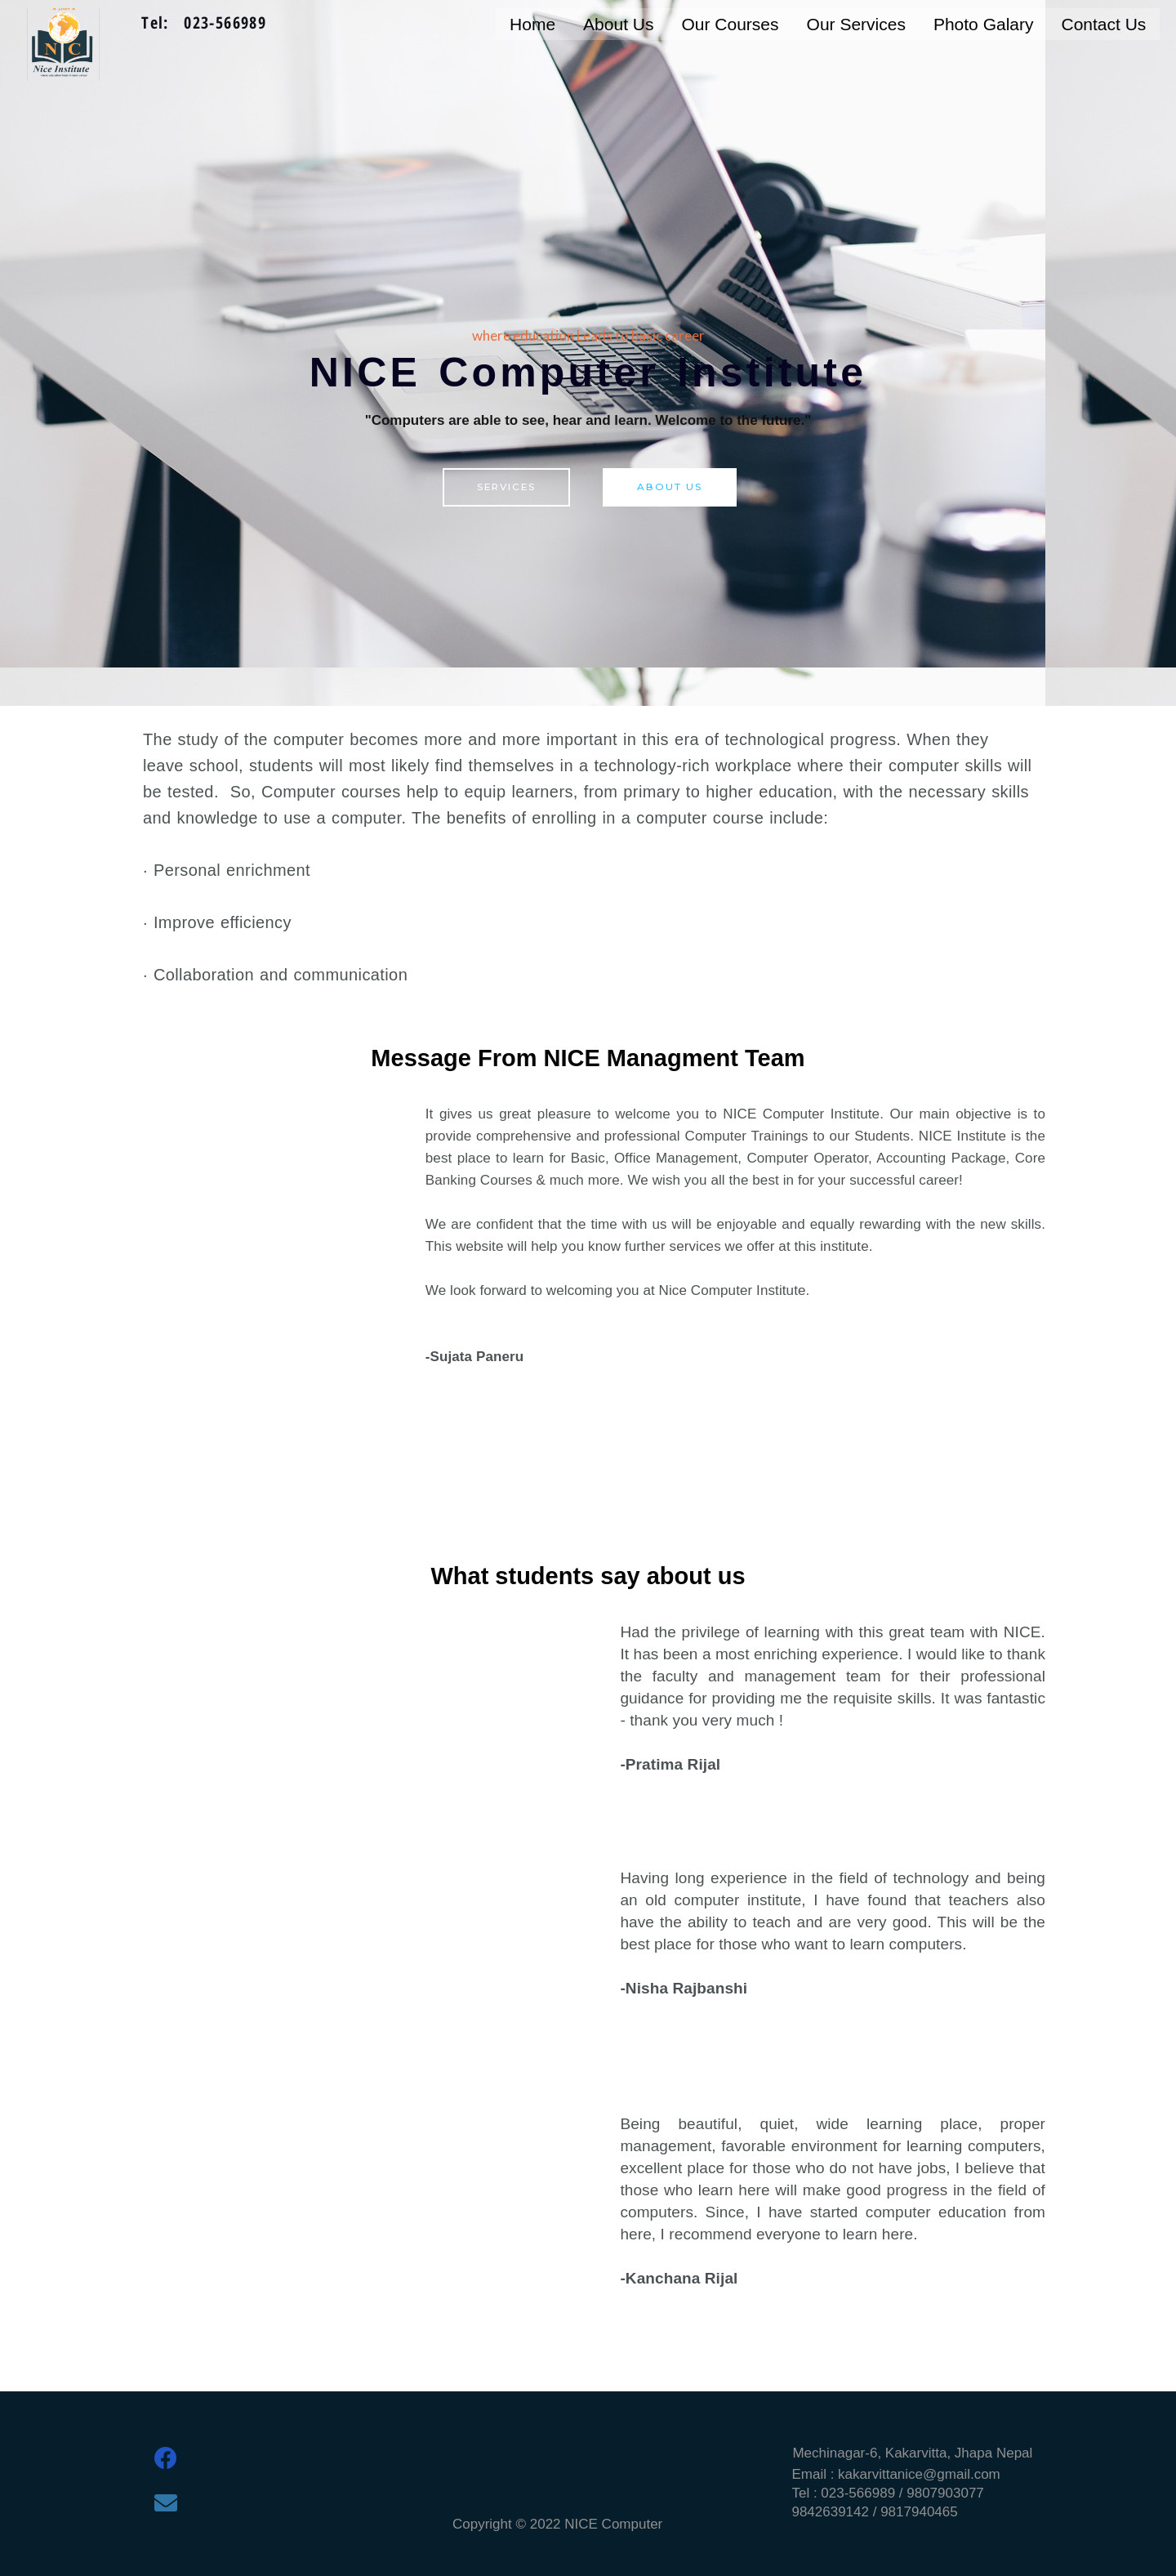 Tel: 023-566989
Home About Us Our Courses Our Services Photo Galary Contact Us
NC
Nice Institute
where education Leads to basic career
NICE Computer Institute
"Computers are able to see, hear and learn. Welcome to the future."
SERVICES
ABOUT US
The study of the computer becomes more and more important in this era of technological progress. When they
leave school, students will most likely find themselves in a technology-rich workplace where their computer skills will
be tested.  So, Computer courses help to equip learners, from primary to higher education, with the necessary skills
and knowledge to use a computer. The benefits of enrolling in a computer course include:
· Personal enrichment
· Improve efficiency
· Collaboration and communication
Message From NICE Managment Team
It gives us great pleasure to welcome you to NICE Computer Institute. Our main objective is to
provide comprehensive and professional Computer Trainings to our Students. NICE Institute is the
best place to learn for Basic, Office Management, Computer Operator, Accounting Package, Core
Banking Courses & much more. We wish you all the best in for your successful career!
We are confident that the time with us will be enjoyable and equally rewarding with the new skills.
This website will help you know further services we offer at this institute.
We look forward to welcoming you at Nice Computer Institute.
-Sujata Paneru
What students say about us
Had the privilege of learning with this great team with NICE.
It has been a most enriching experience. I would like to thank
the faculty and management team for their professional
guidance for providing me the requisite skills. It was fantastic
- thank you very much !
-Pratima Rijal
Having long experience in the field of technology and being
an old computer institute, I have found that teachers also
have the ability to teach and are very good. This will be the
best place for those who want to learn computers.
-Nisha Rajbanshi
Being beautiful, quiet, wide learning place, proper
management, favorable environment for learning computers,
excellent place for those who do not have jobs, I believe that
those who learn here will make good progress in the field of
computers. Since, I have started computer education from
here, I recommend everyone to learn here.
-Kanchana Rijal
Mechinagar-6, Kakarvitta, Jhapa Nepal
Email : kakarvittanice@gmail.com
Tel : 023-566989 / 9807903077
9842639142 / 9817940465
Copyright © 2022 NICE Computer